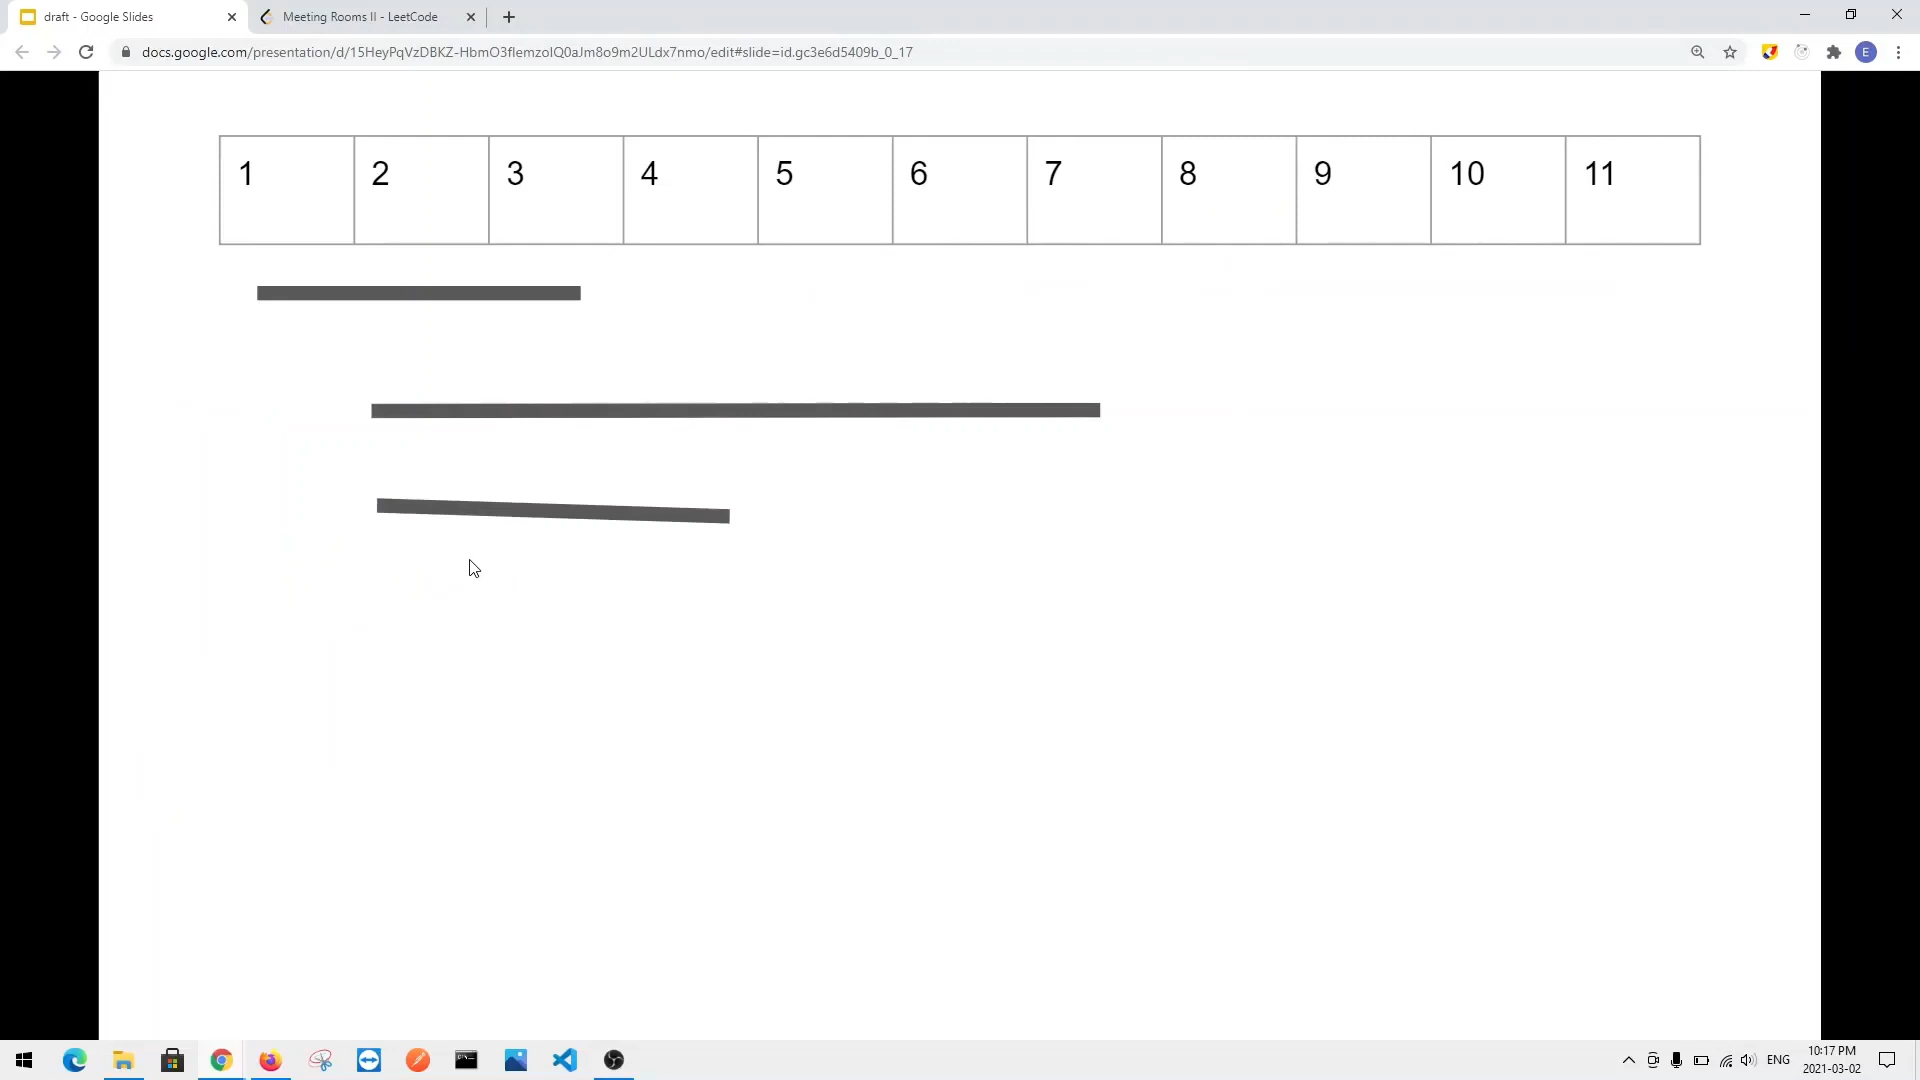 draft - Google Slides
Meeting Rooms II - LeetCode
docs.google.com/presentation/d/15HeyPqVzDBKZ-HbmO3flemzolQ0aJm8o9m2ULdx7nmo/edit#slide=id.gc3e6d5409b_0_17
E
1 2 3 4 5 6 7 8 9 10 11
ENG
10:17 PM
2021-03-02